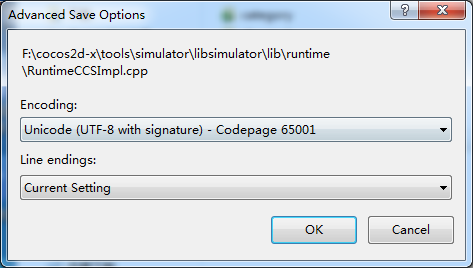 category
Advanced Save Options
F:\cocos2d-x\tools\simulator\libsimulator\lib\runtime
\RuntimeCCSImpl.cpp
Encoding:
Unicode (UTF-8 with signature) - Codepage 65001
Line endings:
Current Setting
OK
Cancel